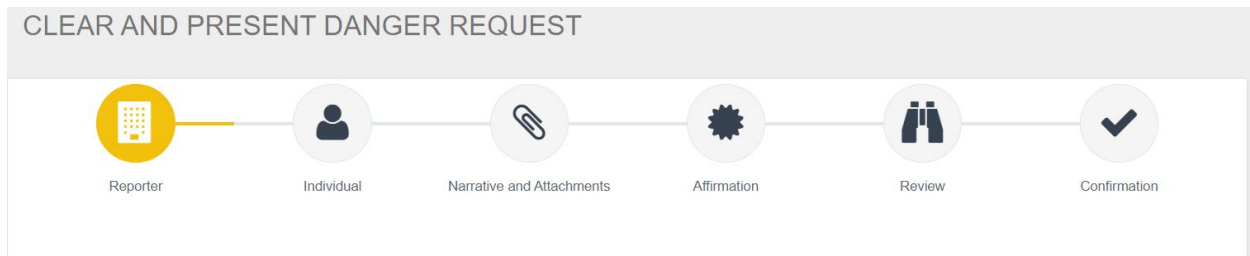 CLEAR AND PRESENT DANGER REQUEST
Reporter Individual Narrative and Attachments Affirmation Review Confirmation